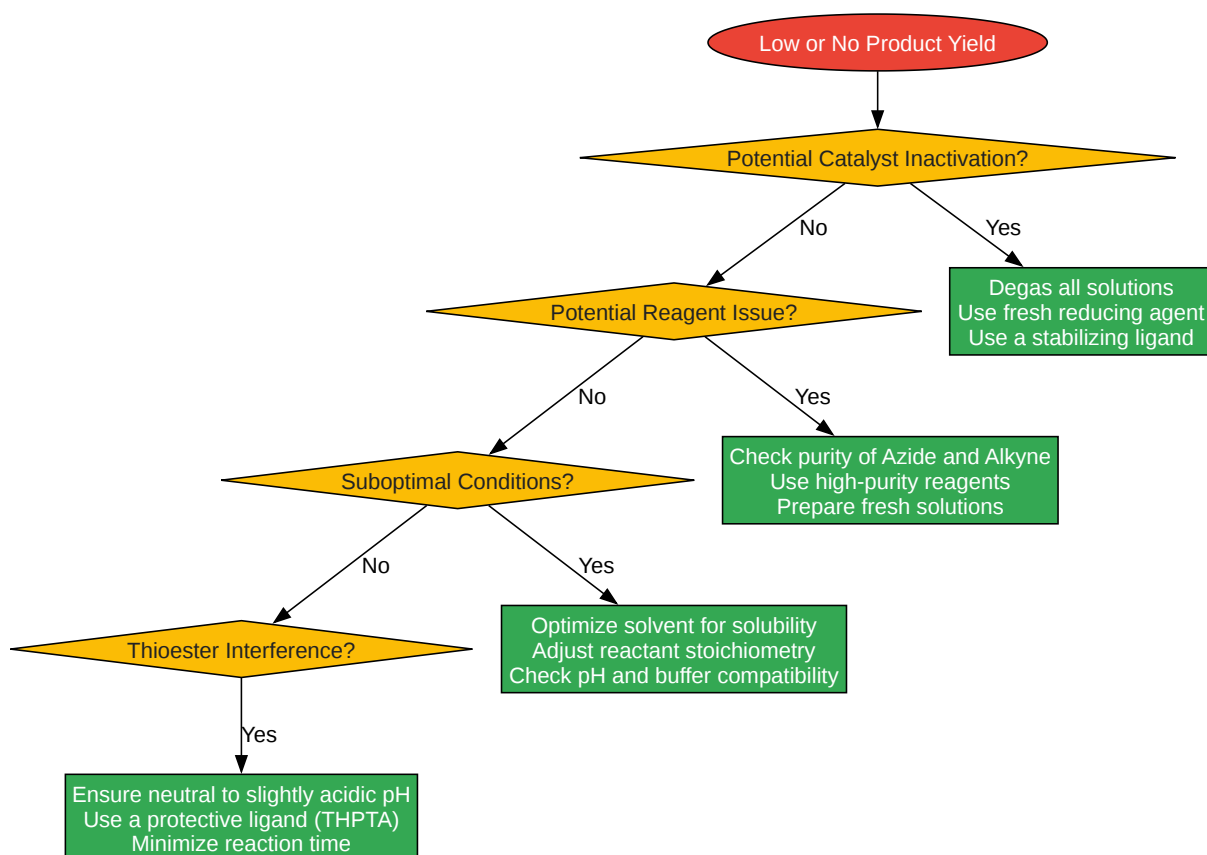 Low or No Product Yield
Potential Catalyst Inactivation?
No
Yes
Degas all solutions
Use fresh reducing agent
Use a stabilizing ligand
Potential Reagent Issue?
No
Yes
Check purity of Azide and Alkyne
Use high-purity reagents
Prepare fresh solutions
Suboptimal Conditions?
No
Yes
Optimize solvent for solubility
Adjust reactant stoichiometry
Check pH and buffer compatibility
Thioester Interference?
Yes
Ensure neutral to slightly acidic pH
Use a protective ligand (THPTA)
Minimize reaction time